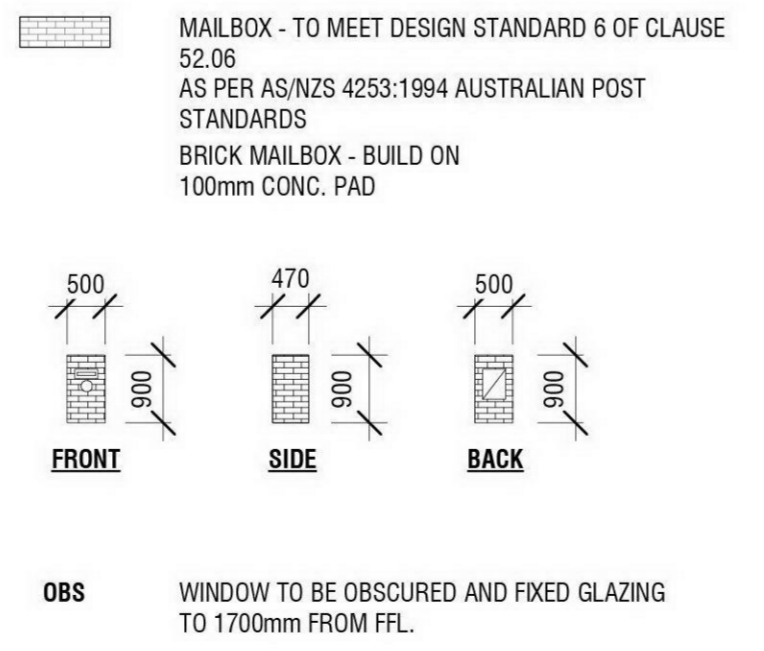 MAILBOX - TO MEET DESIGN STANDARD 6 OF CLAUSE
52.06
AS PER AS/NZS 4253:1994 AUSTRALIAN POST
STANDARDS
BRICK MAILBOX - BUILD ON
100mm CONC. PAD
500
470
500
900
900
900
FRONT
SIDE
BACK
OBS
WINDOW TO BE OBSCURED AND FIXED GLAZING
TO 1700mm FROM FFL.